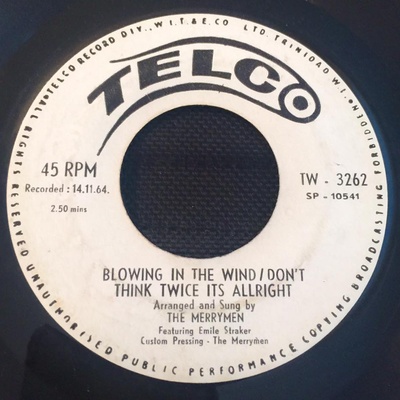 TELCO RECORD DIV., W.I.T.&E.CO LTD. TRINIDAD W.I.
TELCO
45 RPM
Recorded : 14.11.64.
2.50 mins
TW - 3262
SP - 10541
BLOWING IN THE WIND/DON'T
THINK TWICE ITS ALLRIGHT
Arranged and Sung by
THE MERRYMEN
Featuring Emile Straker
Custom Pressing - The Merrymen
ALL RIGHTS RESERVED UNAUTHORISED PUBLIC PERFORMANCE COPYING BROADCASTING FORBIDDEN